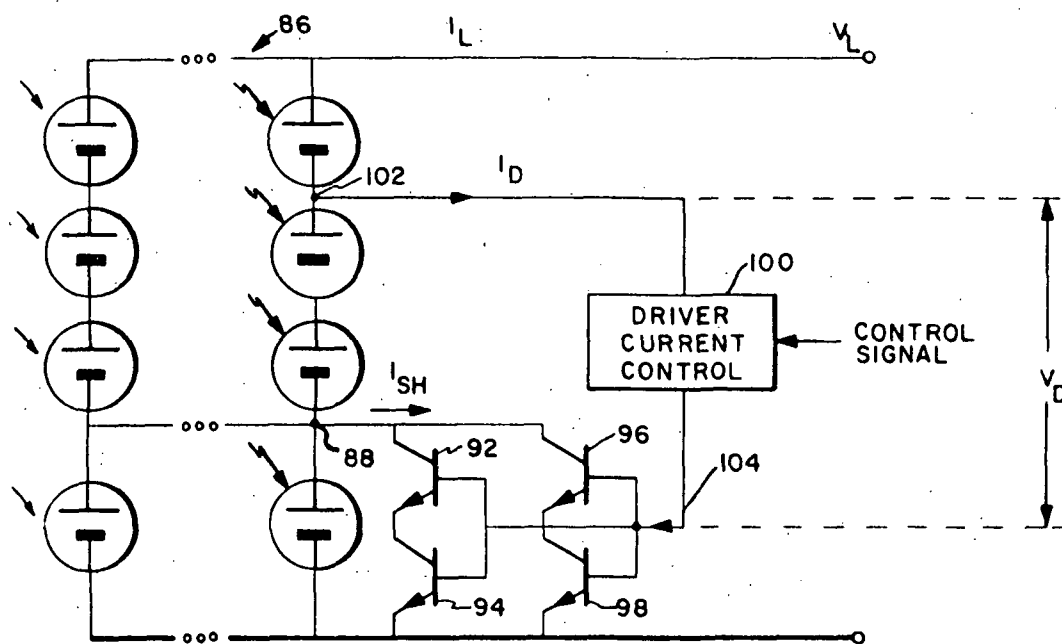 86
I_L
V_L
102
I_D
100
DRIVER
CURRENT
CONTROL
CONTROL
SIGNAL
V_D
I_SH
88
92
96
104
94
98